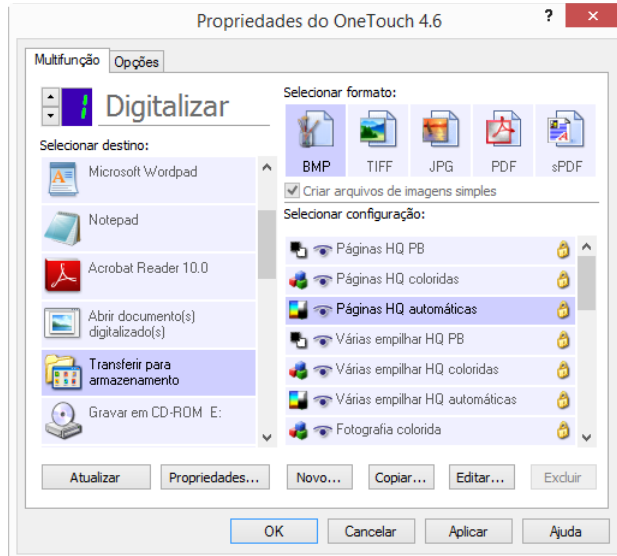 Propriedades do OneTouch 4.6
?
Multifunção
Opções
1
Digitalizar
Selecionar destino:
Microsoft Wordpad
Notepad
Acrobat Reader 10.0
Abrir documento(s)
digitalizado(s)
Transferir para
armazenamento
Gravar em CD-ROM E:
Selecionar formato:
BMP
TIFF
JPG
PDF
sPDF
Criar arquivos de imagens simples
Selecionar configuração:
Páginas HQ PB
Páginas HQ coloridas
Páginas HQ automáticas
Várias empilhar HQ PB
Várias empilhar HQ coloridas
Várias empilhar HQ automáticas
Fotografia colorida
Atualizar
Propriedades...
Novo...
Copiar...
Editar...
Excluir
OK
Cancelar
Aplicar
Ajuda